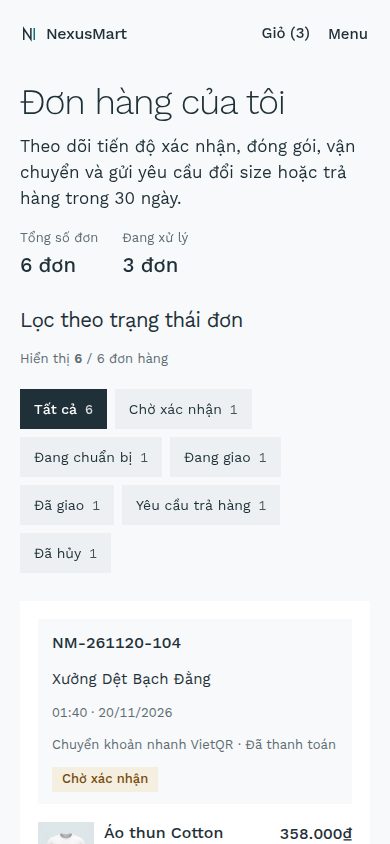 NexusMart Giỏ (3) Menu
Đơn hàng của tôi
Theo dõi tiến độ xác nhận, đóng gói, vận
chuyển và gửi yêu cầu đổi size hoặc trả
hàng trong 30 ngày.
Tổng số đơn Đang xử lý
6 đơn 3 đơn
Lọc theo trạng thái đơn
Hiển thị 6 / 6 đơn hàng
Tất cả 6 Chờ xác nhận 1
Đang chuẩn bị 1 Đang giao 1
Đã giao 1 Yêu cầu trả hàng 1
Đã hủy 1
NM-261120-104
Xưởng Dệt Bạch Đằng
01:40 · 20/11/2026
Chuyển khoản nhanh VietQR · Đã thanh toán
Chờ xác nhận
Áo thun Cotton 358.000₫